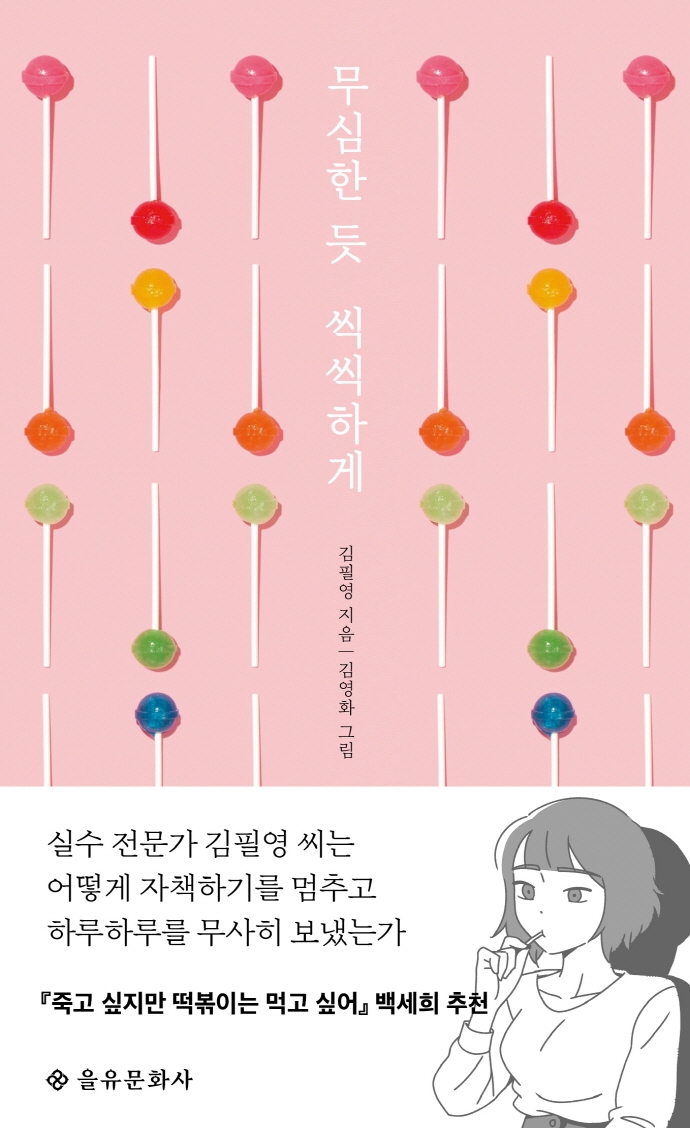 무심한 듯 씩씩하게
김필영 지음 | 김영화 그림
실수 전문가 김필영 씨는
어떻게 자책하기를 멈추고
하루하루를 무사히 보냈는가
『죽고 싶지만 떡볶이는 먹고 싶어』 백세희 추천
을유문화사